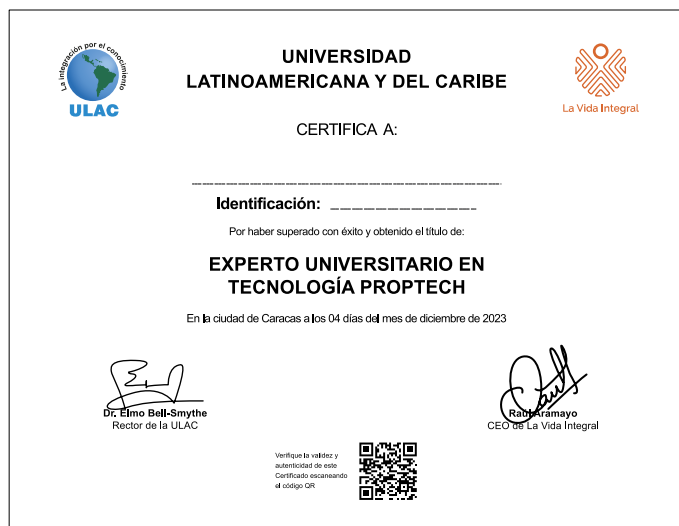 La integración por el conocimiento
ULAC
UNIVERSIDAD
LATINOAMERICANA Y DEL CARIBE
La Vida Integral
CERTIFICA A:
Identificación:
Por haber superado con éxito y obtenido el título de:
EXPERTO UNIVERSITARIO EN
TECNOLOGÍA PROPTECH
En la ciudad de Caracas a los 04 días del mes de diciembre de 2023
Dr. Elmo Bell-Smythe
Rector de la ULAC
Raúl Aramayo
CEO de La Vida Integral
Verifique la validez y
autenticidad de este
Certificado escaneando
el código QR